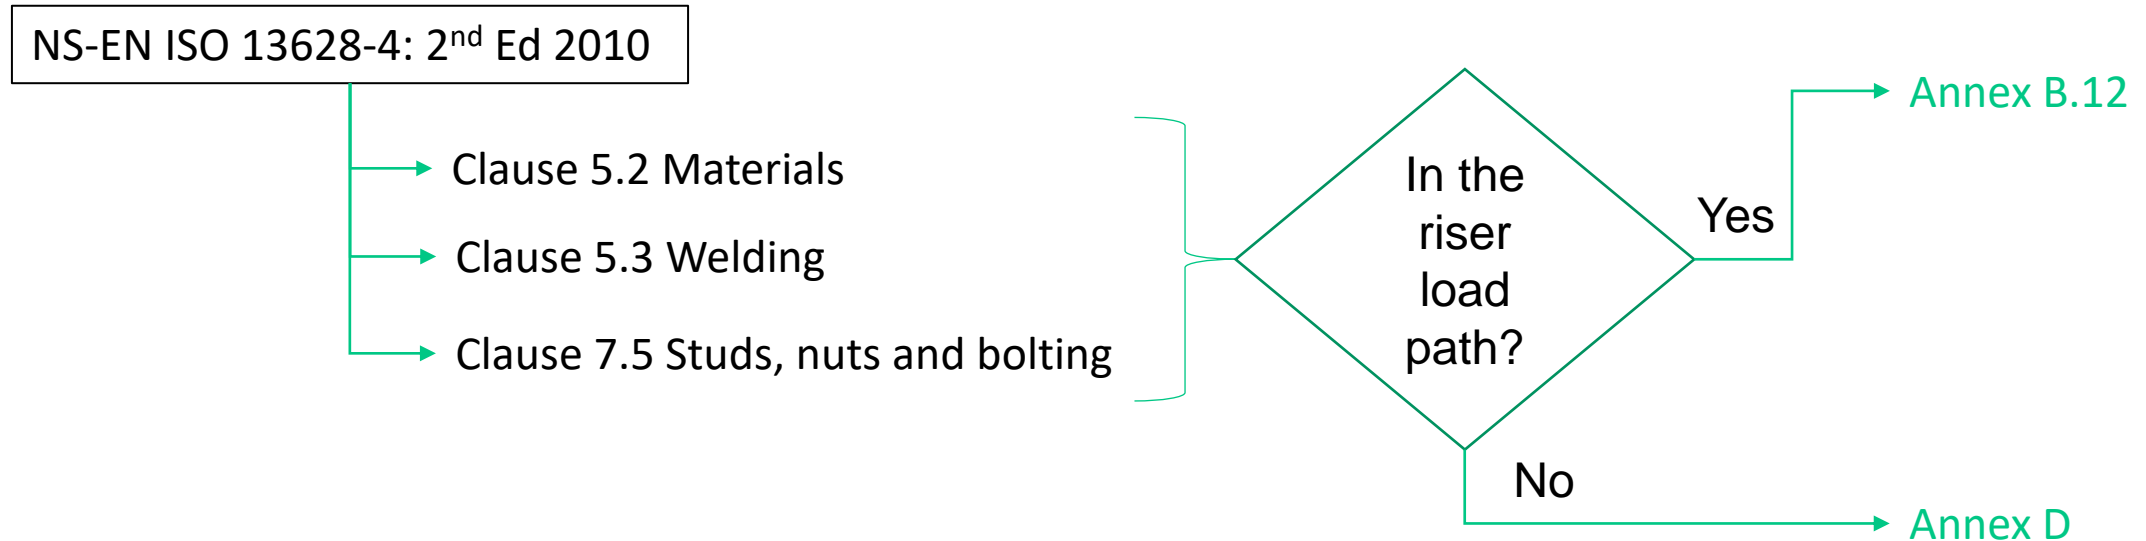 NS-EN ISO 13628-4: 2nd Ed 2010
Clause 5.2 Materials
Clause 5.3 Welding
Clause 7.5 Studs, nuts and bolting
In the
riser
load
path?
Yes
Annex B.12
No
Annex D